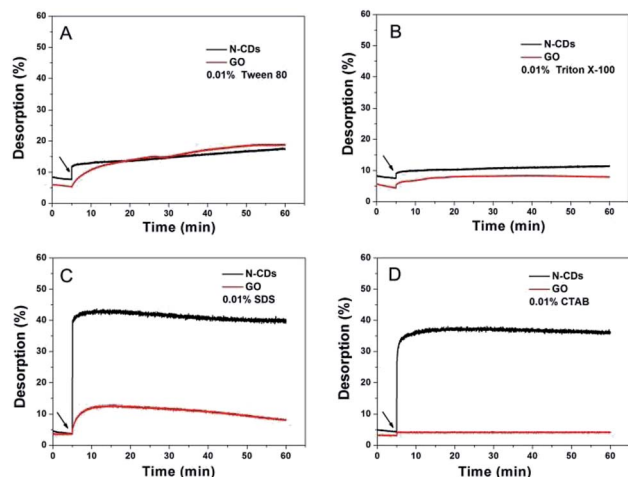 A
N-CDs
GO
0.01% Tween 80
Desorption (%)
60
50
40
30
20
10
0
0 10 20 30 40 50 60
Time (min)
B
N-CDs
GO
0.01% Triton X-100
Desorption (%)
60
50
40
30
20
10
0
0 10 20 30 40 50 60
Time (min)
C
N-CDs
GO
0.01% SDS
Desorption (%)
60
50
40
30
20
10
0
0 10 20 30 40 50 60
Time (min)
D
N-CDs
GO
0.01% CTAB
Desorption (%)
60
50
40
30
20
10
0
0 10 20 30 40 50 60
Time (min)